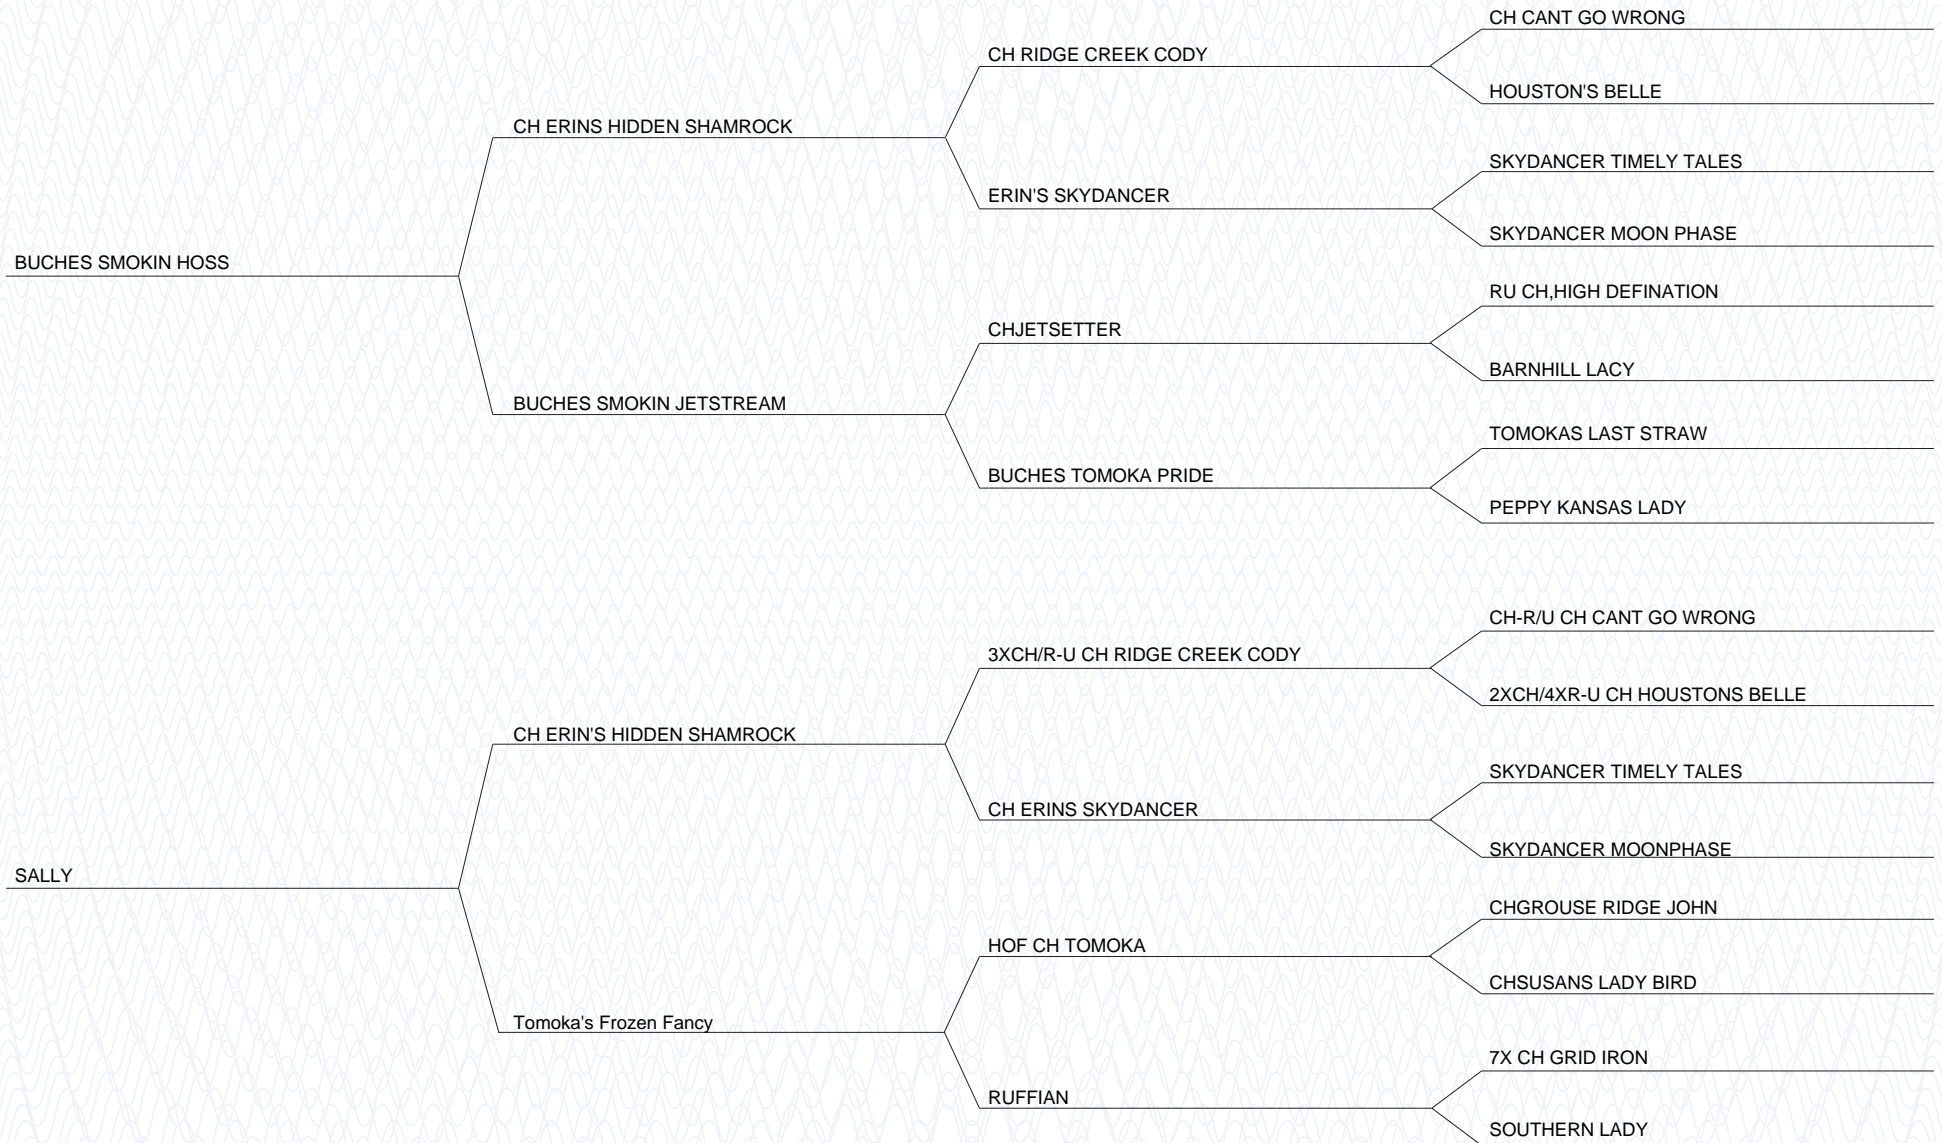 CH CANT GO WRONG
CH RIDGE CREEK CODY
HOUSTON'S BELLE
CH ERINS HIDDEN SHAMROCK
SKYDANCER TIMELY TALES
ERIN'S SKYDANCER
SKYDANCER MOON PHASE
BUCHES SMOKIN HOSS
RU CH,HIGH DEFINATION
CHJETSETTER
BARNHILL LACY
BUCHES SMOKIN JETSTREAM
TOMOKAS LAST STRAW
BUCHES TOMOKA PRIDE
PEPPY KANSAS LADY
CH-R/U CH CANT GO WRONG
3XCH/R-U CH RIDGE CREEK CODY
2XCH/4XR-U CH HOUSTONS BELLE
CH ERIN'S HIDDEN SHAMROCK
SKYDANCER TIMELY TALES
CH ERINS SKYDANCER
SKYDANCER MOONPHASE
SALLY
CHGROUSE RIDGE JOHN
HOF CH TOMOKA
CHSUSANS LADY BIRD
Tomoka's Frozen Fancy
7X CH GRID IRON
RUFFIAN
SOUTHERN LADY